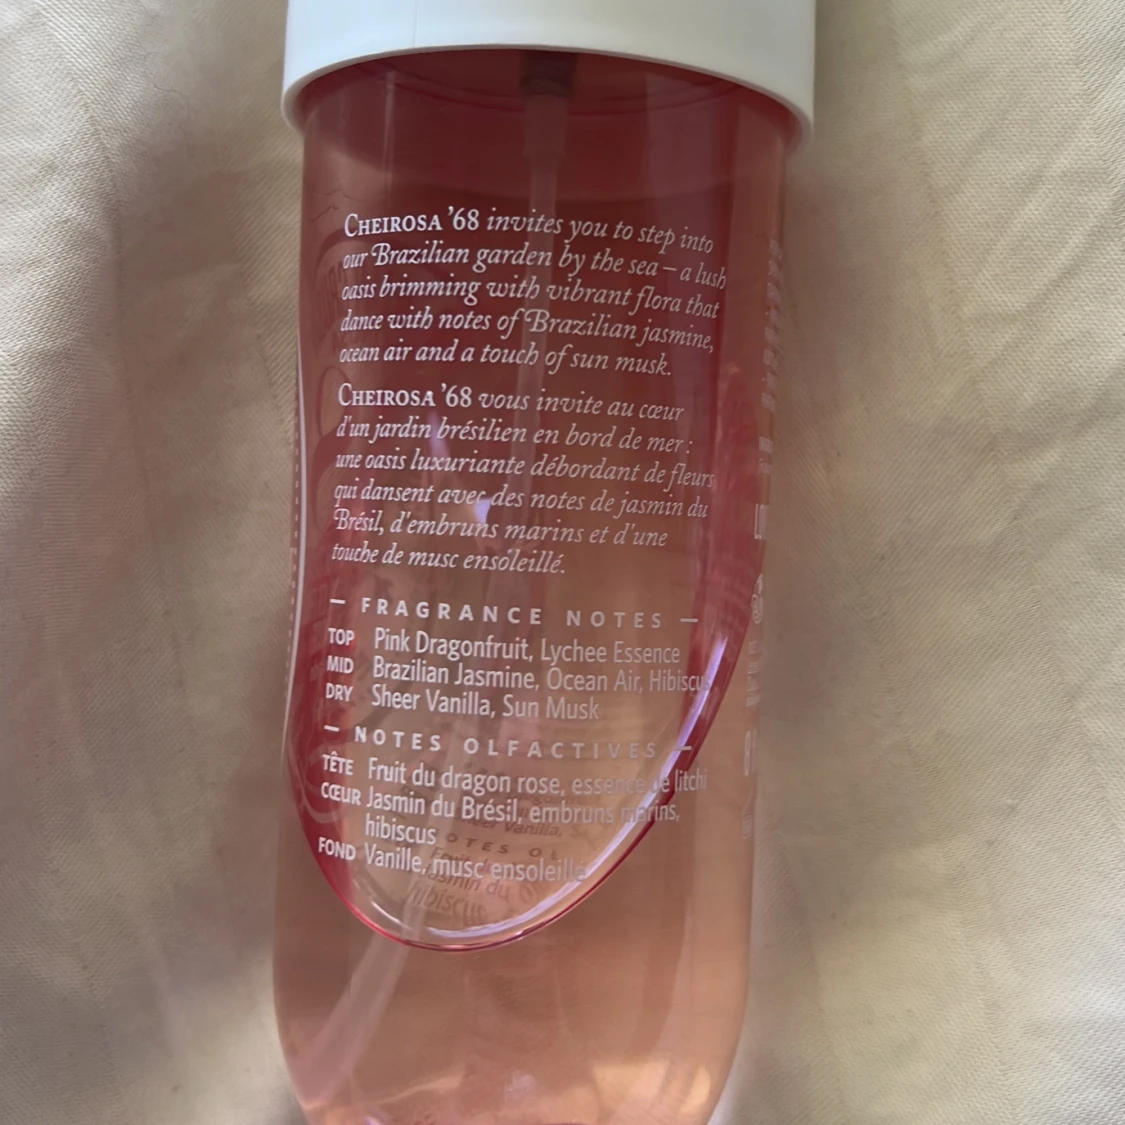 CHEIROSA '68 invites you to step into
our Brazilian garden by the sea – a lush
oasis brimming with vibrant flora that
dance with notes of Brazilian jasmine,
ocean air and a touch of sun musk.
CHEIROSA '68 vous invite au cœur
d'un jardin brésilien en bord de mer :
une oasis luxuriante débordant de fleurs
qui dansent avec des notes de jasmin du
Brésil, d'embruns marins et d'une
touche de musc ensoleillé.
— FRAGRANCE NOTES —
TOP Pink Dragonfruit, Lychee Essence
MID Brazilian Jasmine, Ocean Air, Hibiscus
DRY Sheer Vanilla, Sun Musk
— NOTES OLFACTIVES —
TÊTE Fruit du dragon rose, essence de litchi
CŒUR Jasmin du Brésil, embruns marins,
hibiscus
FOND Vanille, musc ensoleillé